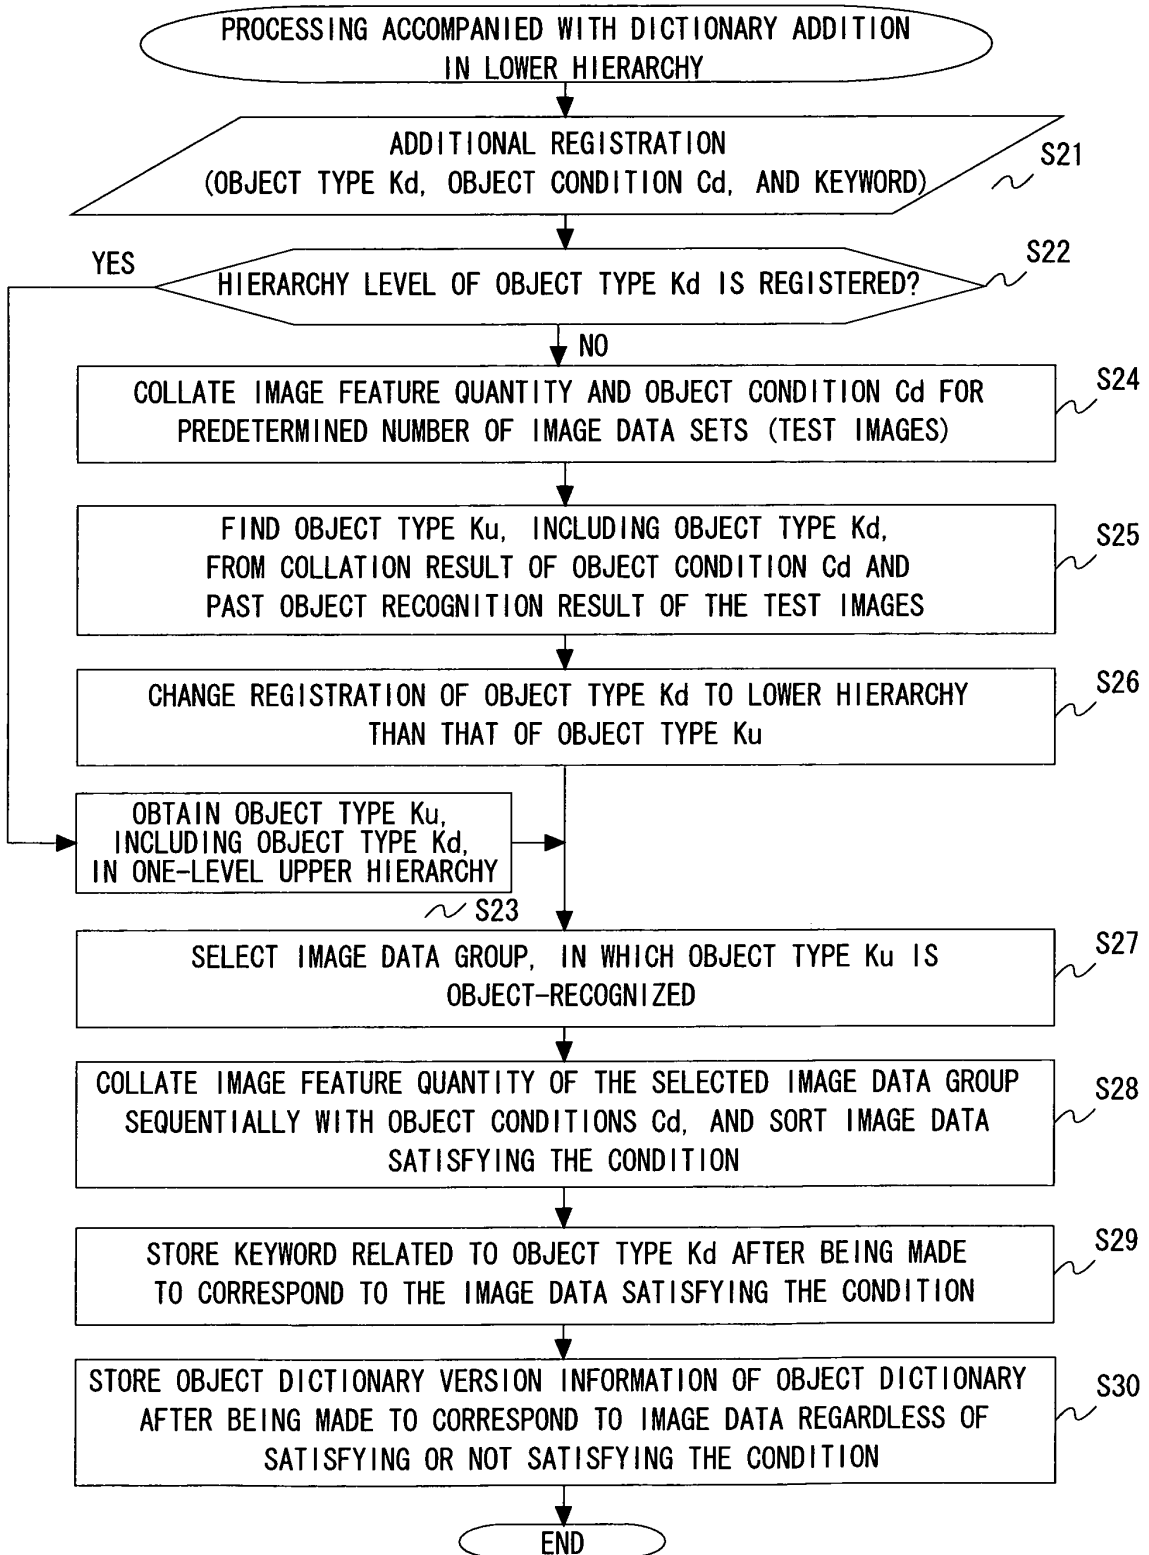 PROCESSING ACCOMPANIED WITH DICTIONARY ADDITION
IN LOWER HIERARCHY
ADDITIONAL REGISTRATION
(OBJECT TYPE Kd, OBJECT CONDITION Cd, AND KEYWORD)
S21
YES
HIERARCHY LEVEL OF OBJECT TYPE Kd IS REGISTERED?
S22
NO
COLLATE IMAGE FEATURE QUANTITY AND OBJECT CONDITION Cd FOR
PREDETERMINED NUMBER OF IMAGE DATA SETS (TEST IMAGES)
S24
FIND OBJECT TYPE Ku, INCLUDING OBJECT TYPE Kd,
FROM COLLATION RESULT OF OBJECT CONDITION Cd AND
PAST OBJECT RECOGNITION RESULT OF THE TEST IMAGES
S25
CHANGE REGISTRATION OF OBJECT TYPE Kd TO LOWER HIERARCHY
THAN THAT OF OBJECT TYPE Ku
S26
OBTAIN OBJECT TYPE Ku,
INCLUDING OBJECT TYPE Kd,
IN ONE-LEVEL UPPER HIERARCHY
S23
SELECT IMAGE DATA GROUP, IN WHICH OBJECT TYPE Ku IS
OBJECT-RECOGNIZED
S27
COLLATE IMAGE FEATURE QUANTITY OF THE SELECTED IMAGE DATA GROUP
SEQUENTIALLY WITH OBJECT CONDITIONS Cd, AND SORT IMAGE DATA
SATISFYING THE CONDITION
S28
STORE KEYWORD RELATED TO OBJECT TYPE Kd AFTER BEING MADE
TO CORRESPOND TO THE IMAGE DATA SATISFYING THE CONDITION
S29
STORE OBJECT DICTIONARY VERSION INFORMATION OF OBJECT DICTIONARY
AFTER BEING MADE TO CORRESPOND TO IMAGE DATA REGARDLESS OF
SATISFYING OR NOT SATISFYING THE CONDITION
S30
END